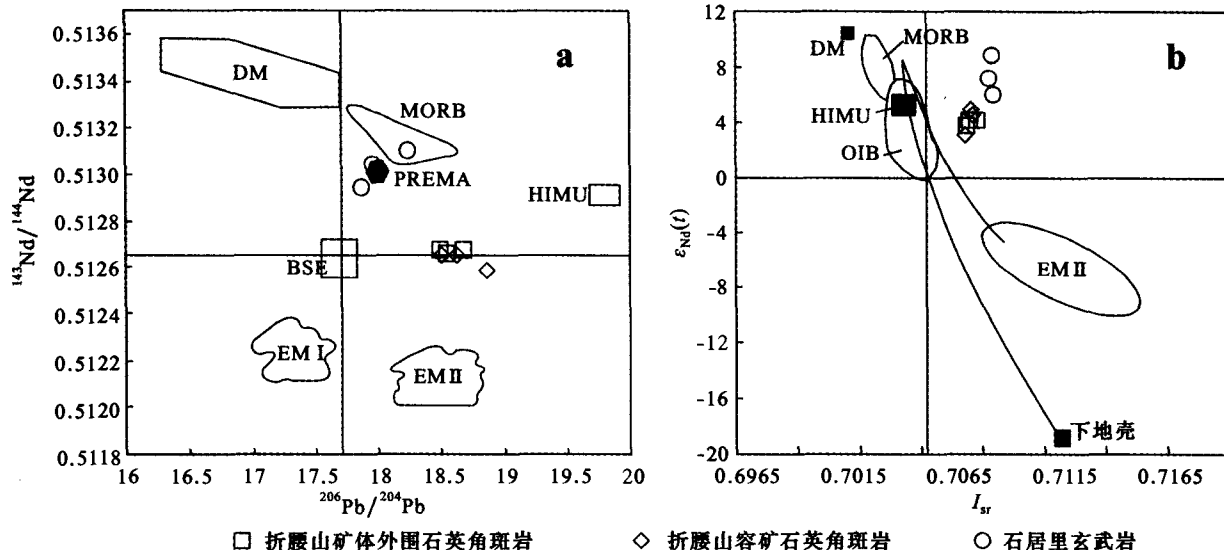 a
0.5136
0.5134
0.5132
0.5130
0.5128
0.5126
0.5124
0.5122
0.5120
0.5118
¹⁴³Nd/¹⁴⁴Nd
DM
MORB
PREMA
HIMU
BSE
EM I
EM II
16
17
17.5
18
18.5
19
19.5
20
²⁰⁶Pb/²⁰⁴Pb
b
12
8
4
0
-4
-8
-12
-16
-20
ε_Nd(t)
DM
MORB
HIMU
OIB
EM II
下地壳
0.6965
0.7015
0.7065
0.7115
0.7165
I_sr
折腰山矿体外围石英角斑岩
折腰山容矿石英角斑岩
石居里玄武岩